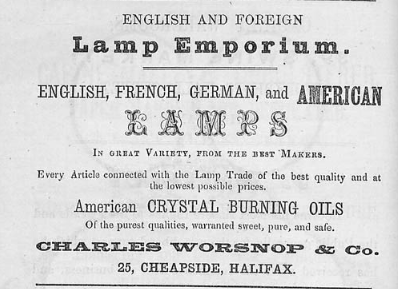 ENGLISH AND FOREIGN
Lamp Emporium.
ENGLISH, FRENCH, GERMAN, and AMERICAN
LAMPS
IN GREAT VARIETY, FROM THE BEST MAKERS.
Every Article connected with the Lamp Trade of the best quality and at
the lowest possible prices.
American CRYSTAL BURNING OILS
Of the purest qualities, warranted sweet, pure, and safe.
CHARLES WORSNOP & Co.
25, CHEAPSIDE, HALIFAX.